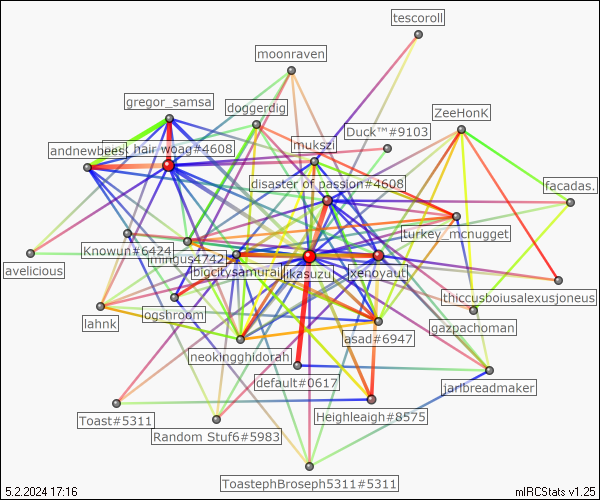 tescoroll
moonraven
gregor_samsa
doggerdig
ZeeHonK
Duck™#9103
mukszi
andnewbees
hair woag#4608
disaster of passion#4608
facadas.
turkey_mcnugget
Knowun#6424
mingus4742
avelicious
bigcitysamurai
ikasuzu
xenoyaut
thiccusboiusalexusjoneus
lahnk
ogshroom
gazpachoman
asad#6947
neokingghidorah
default#0617
jarlbreadmaker
Toast#5311
Heighleigh#8575
Random Stuf6#5983
ToastephBroseph5311#5311
5.2.2024 17:16
mIRCStats v1.25